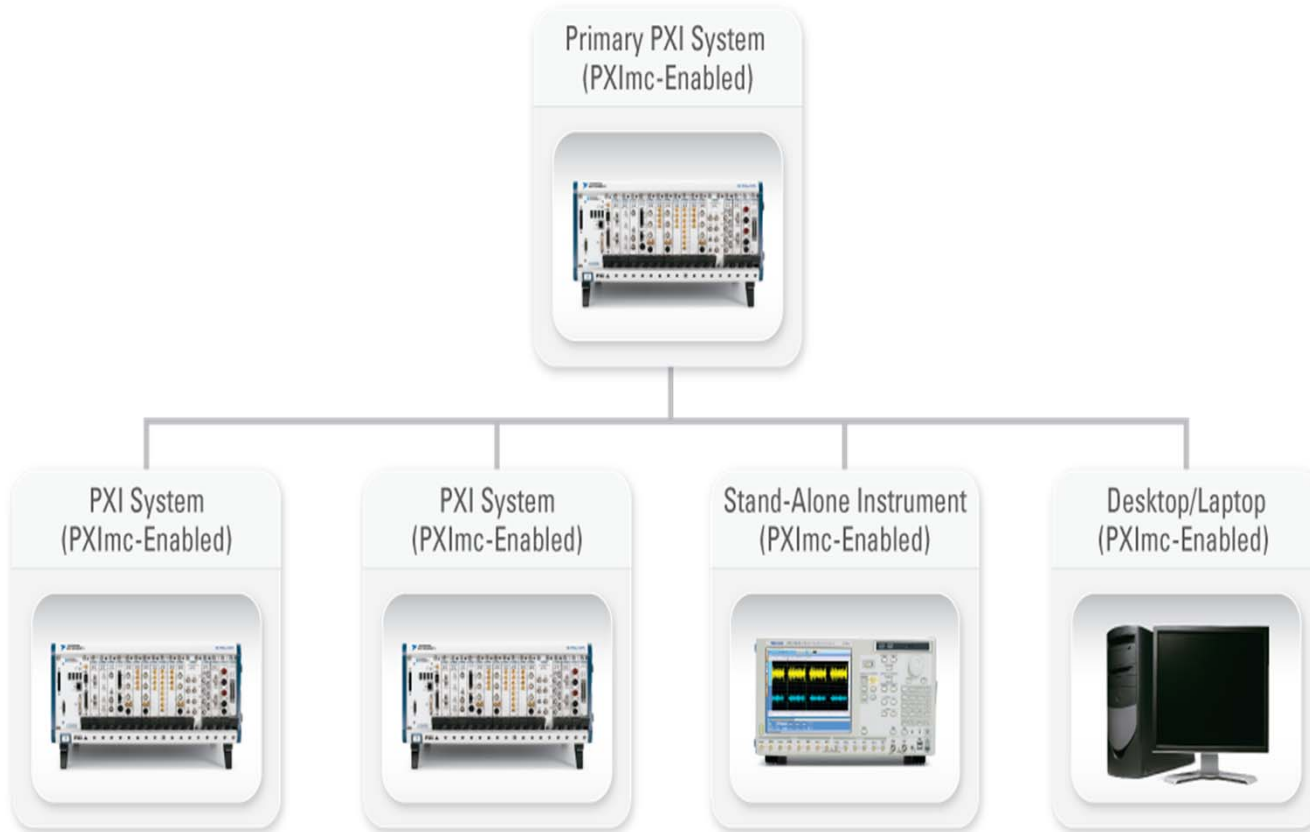 Primary PXI System
(PXImc-Enabled)
PXI System
(PXImc-Enabled)
PXI System
(PXImc-Enabled)
Stand-Alone Instrument
(PXImc-Enabled)
Desktop/Laptop
(PXImc-Enabled)